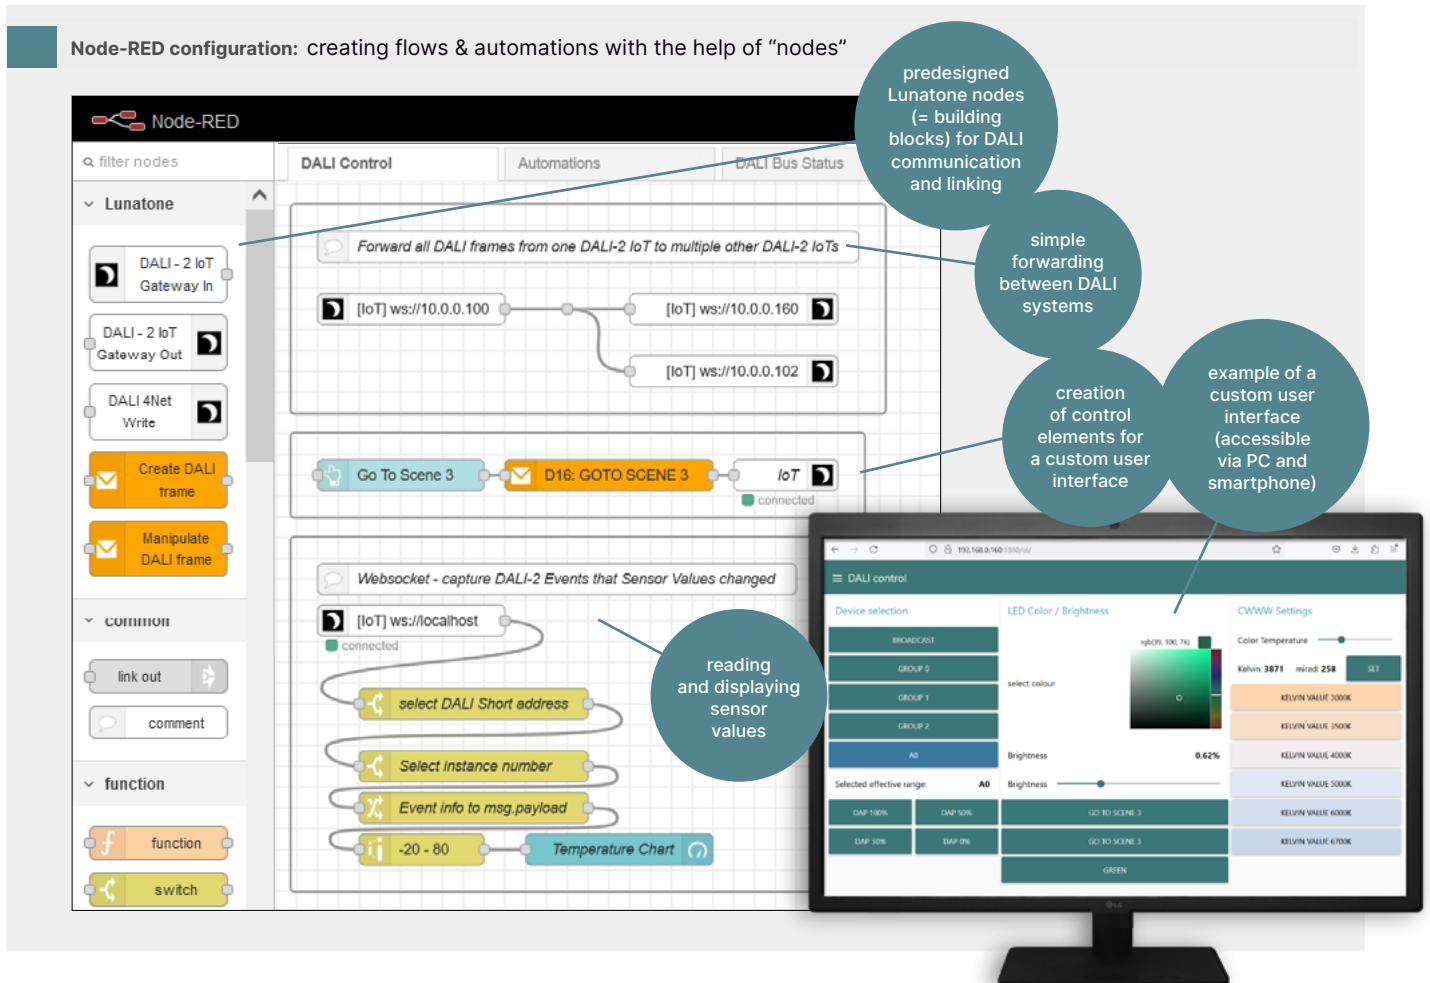 Node-RED configuration: creating flows & automations with the help of “nodes”
predesigned
Lunatone nodes
(= building
blocks) for DALI
communication
and linking
Node-RED
filter nodes
DALI Control
Automations
DALI Bus Status
Lunatone
DALI - 2 IoT
Gateway In
DALI - 2 IoT
Gateway Out
DALI 4Net
Write
Create DALI
frame
Manipulate
DALI frame
common
link out
comment
function
function
switch
Forward all DALI frames from one DALI-2 IoT to multiple other DALI-2 IoTs
[IoT] ws://10.0.0.100
[IoT] ws://10.0.0.160
[IoT] ws://10.0.0.102
simple
forwarding
between DALI
systems
Go To Scene 3
D16: GOTO SCENE 3
IoT
connected
creation
of control
elements for
a custom user
interface
example of a
custom user
interface
(accessible
via PC and
smartphone)
Websocket - capture DALI-2 Events that Sensor Values changed
[IoT] ws://localhost
connected
select DALI Short address
Select instance number
Event info to msg.payload
-20 - 80
Temperature Chart
reading
and displaying
sensor
values
192.168.0.160:1880/ui/
DALI control
Device selection
BROADCAST
GROUP 0
GROUP 1
GROUP 2
A0
Selected effective range: A0
DAP 100%
DAP 50%
DAP 30%
DAP 0%
LED Color / Brightness
rgb(39, 100, 76)
select colour
Brightness 0.62%
Brightness
GO TO SCENE 3
GO TO SCENE 3
GREEN
CWWW Settings
Color Temperature
Kelvin: 3871 mired: 258 SET
KELVIN VALUE 3000K
KELVIN VALUE 3500K
KELVIN VALUE 4000K
KELVIN VALUE 5000K
KELVIN VALUE 6000K
KELVIN VALUE 6700K
LG